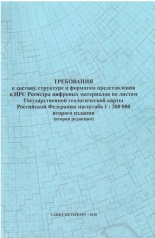 ТРЕБОВАНИЯ
к составу, структуре и форматам представления
в НРС Роснедра цифровых материалов по листам
Государственной геологической карты
Российской Федерации масштаба 1 : 200 000
второго издания
(вторая редакция)
САНКТ-ПЕТЕРБУРГ • 2010